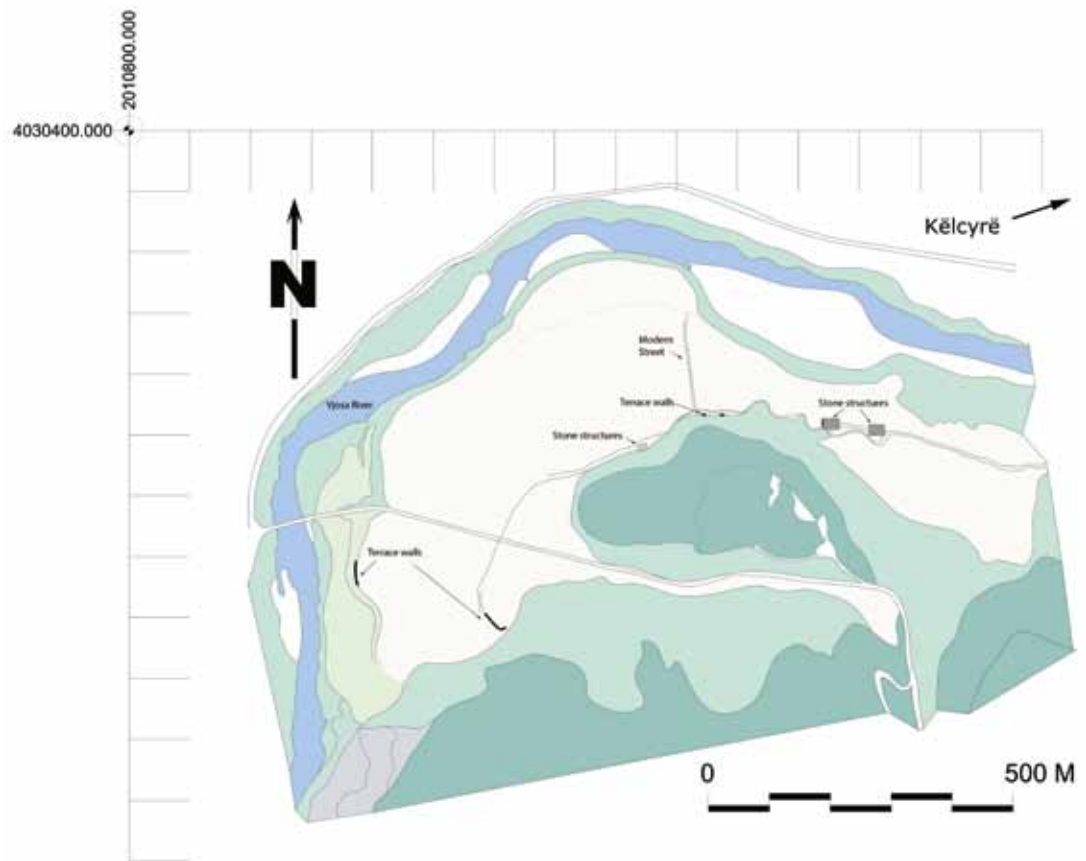 2010800.000
4030400.000
Këlcyrë
N
Modern
Street
Vjosa River
Terrace walls
Stone structures
Stone structures
Terrace walls
0 500 M